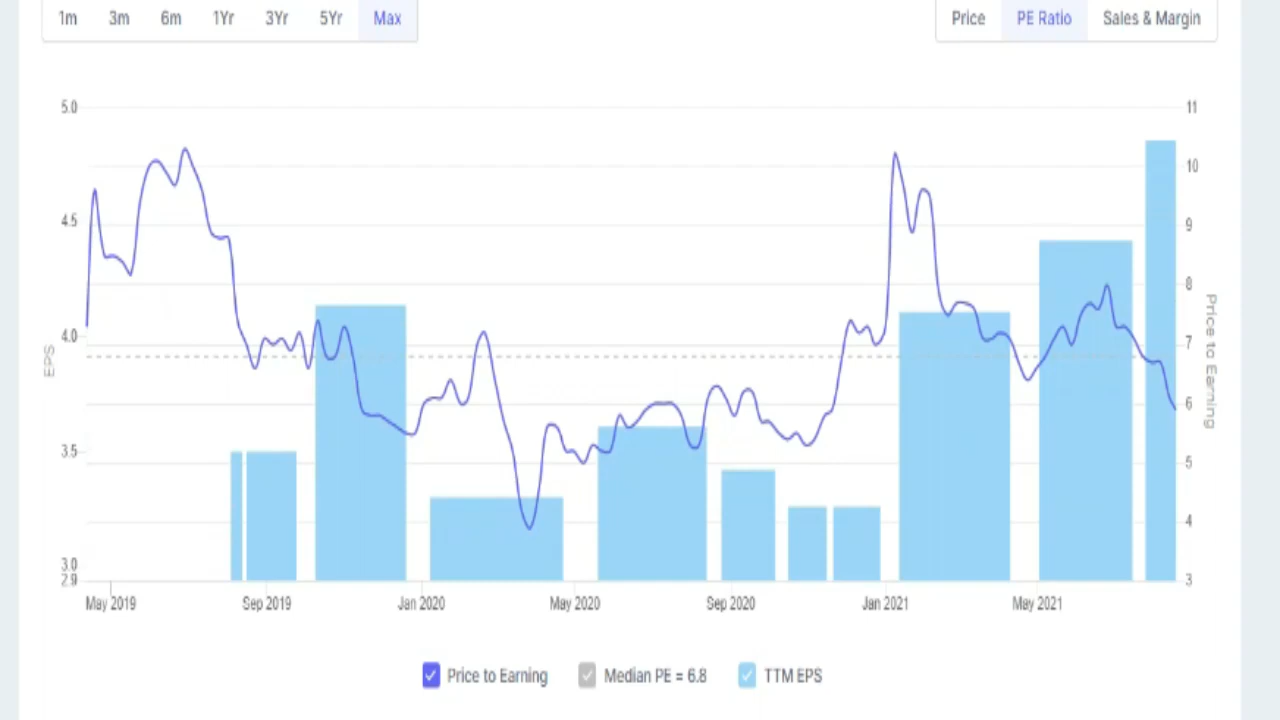 1m 3m 6m 1Yr 3Yr 5Yr Max Price PE Ratio Sales & Margin
5.0 11
10
4.5 9
8
4.0 7
EPS Price to Earning
6
3.5 5
4
3.0
2.9 3
May 2019 Sep 2019 Jan 2020 May 2020 Sep 2020 Jan 2021 May 2021
Price to Earning Median PE = 6.8 TTM EPS